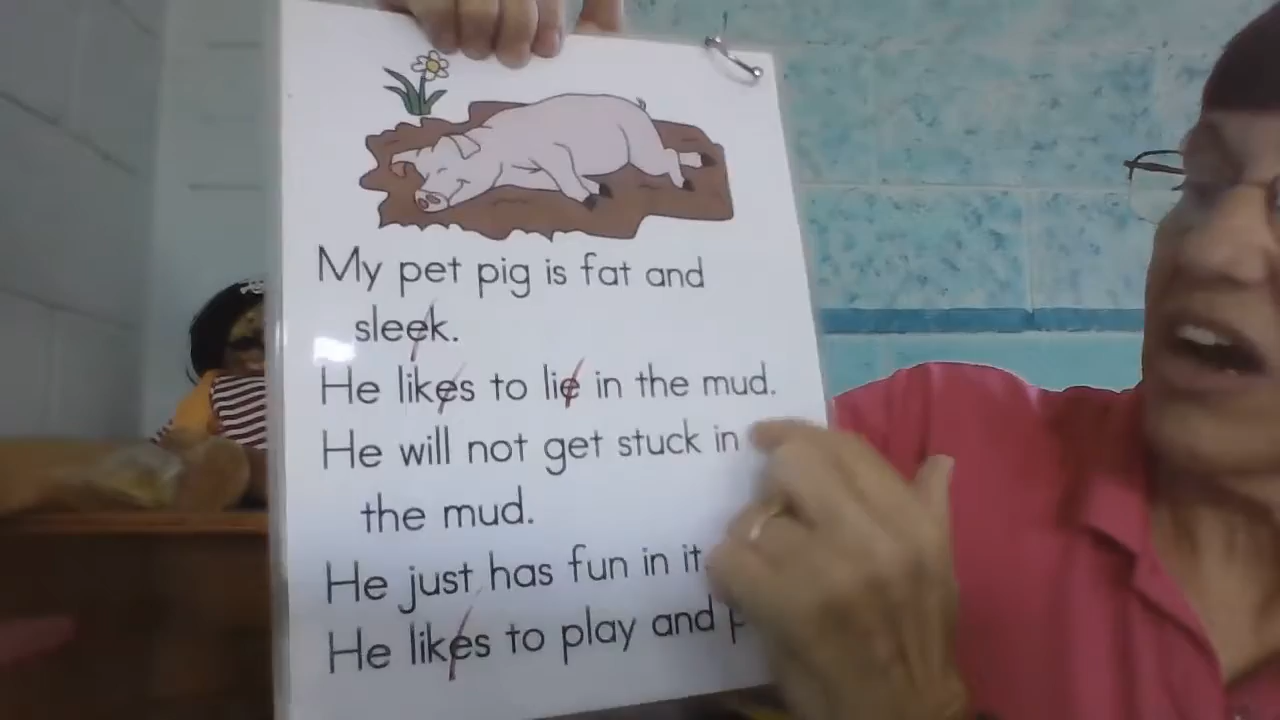 My pet pig is fat and
sleek.
He likes to lie in the mud.
He will not get stuck in
the mud.
He just has fun in it.
He likes to play and